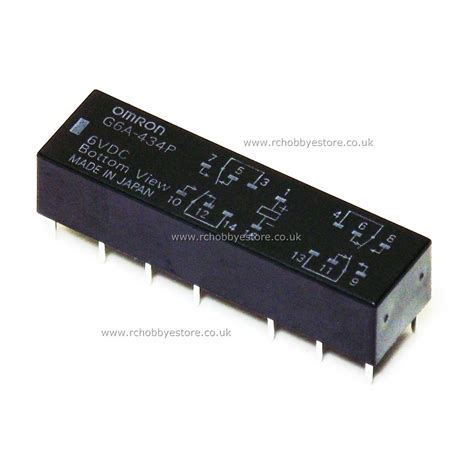 OMRON
G6A-434P
6VDC
Bottom View
MADE IN JAPAN
www.rchobbyestore.co.uk
7 5 3 1
10 12 14
4 6 8
13 11 9
www.rchobbyestore.co.uk
www.rchobbyestore.co.uk